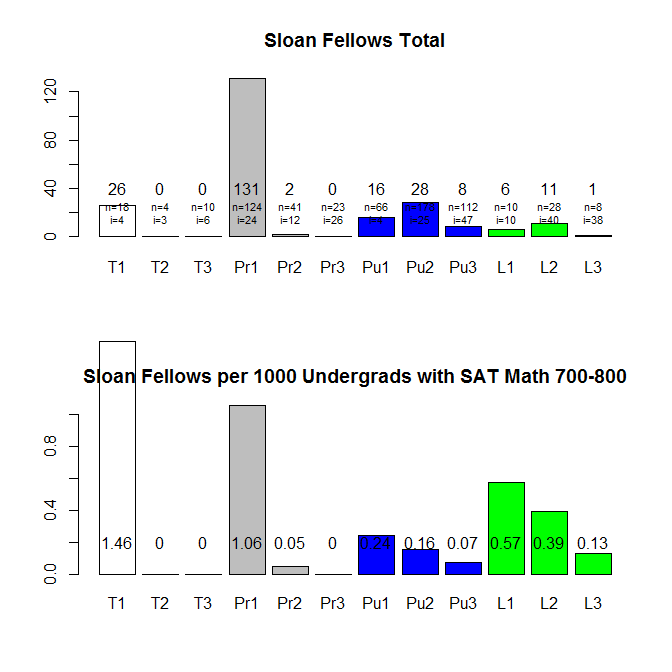 Sloan Fellows Total
120
80
40
0
26 0 0 131 2 0 16 28 8 6 11 1
n=18 n=4 n=10 n=124 n=41 n=23 n=66 n=178 n=112 n=10 n=28 n=8
i=4 i=3 i=6 i=24 i=12 i=26 i=4 i=25 i=47 i=10 i=40 i=38
T1 T2 T3 Pr1 Pr2 Pr3 Pu1 Pu2 Pu3 L1 L2 L3
Sloan Fellows per 1000 Undergrads with SAT Math 700-800
0.8
0.4
0.0
1.46 0 0 1.06 0.05 0 0.24 0.16 0.07 0.57 0.39 0.13
T1 T2 T3 Pr1 Pr2 Pr3 Pu1 Pu2 Pu3 L1 L2 L3